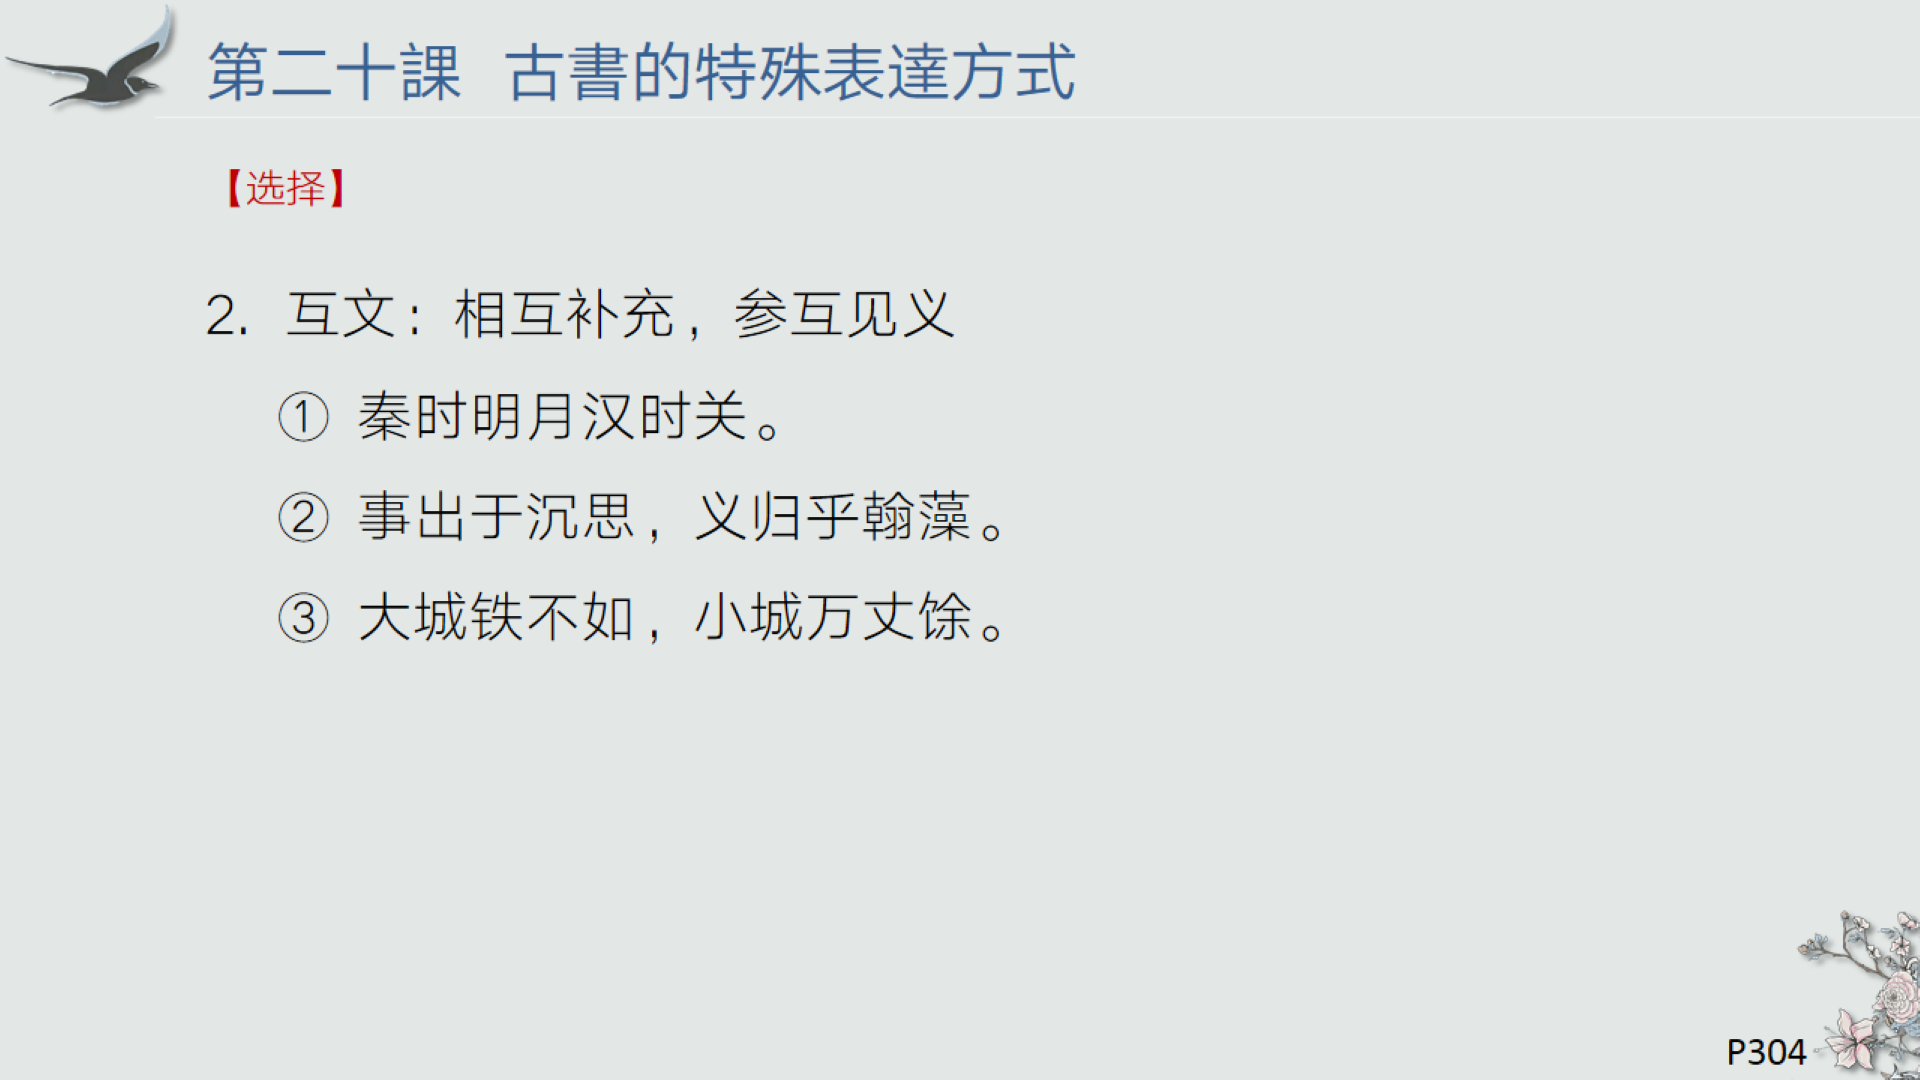 第二十課 古書的特殊表達方式
【选择】
2. 互文：相互补充，参互见义
① 秦时明月汉时关。
② 事出于沉思，义归乎翰藻。
③ 大城铁不如，小城万丈馀。
P304